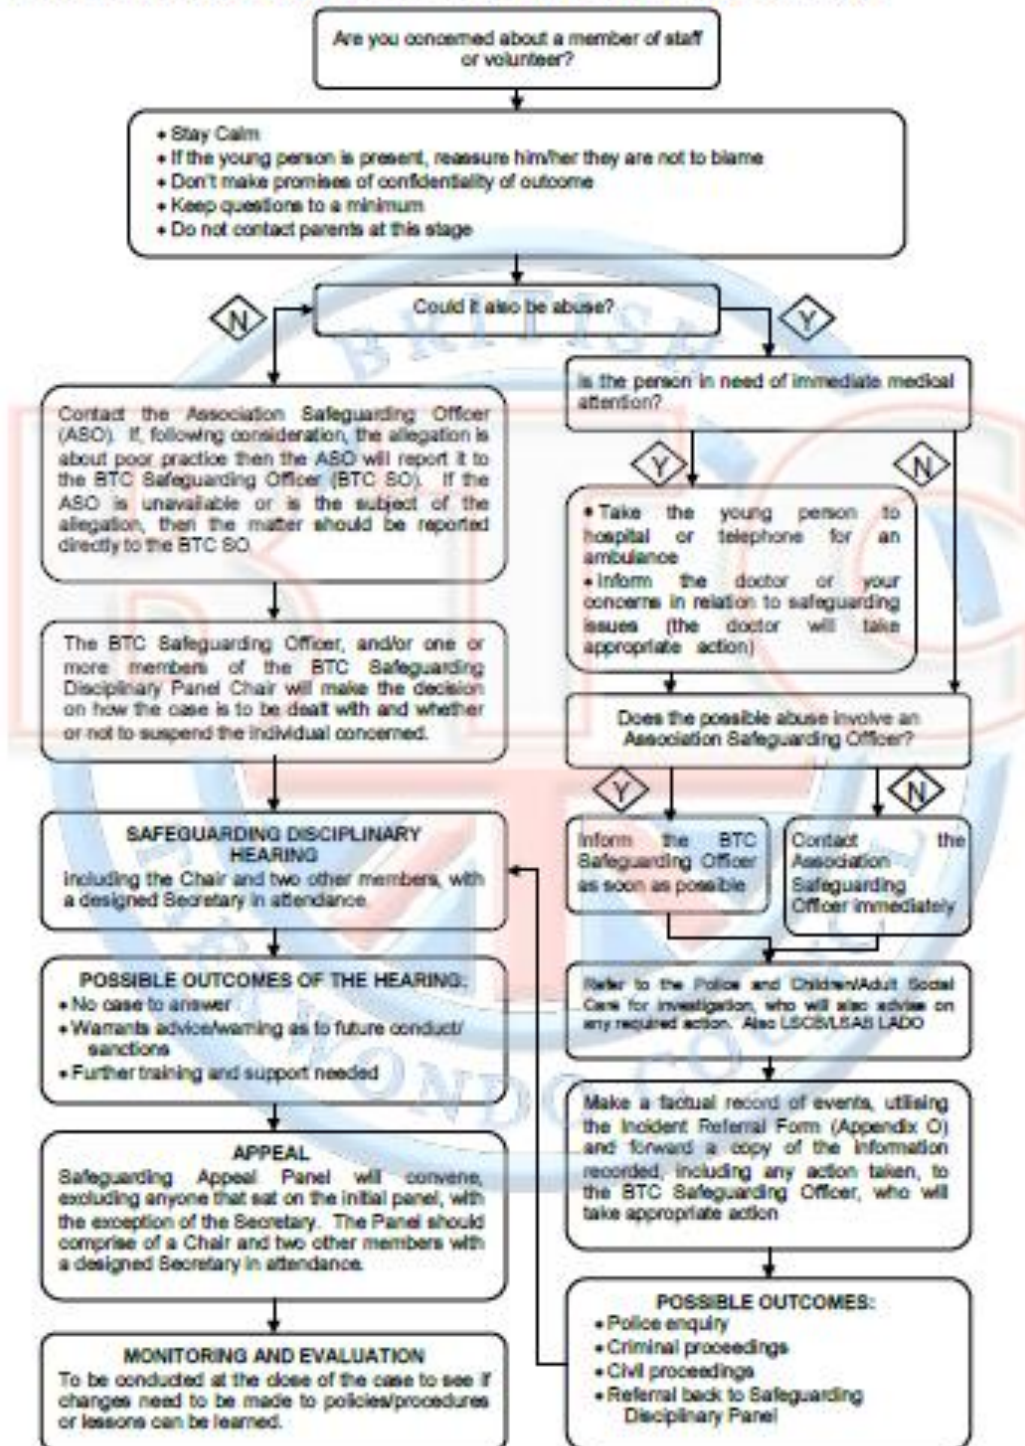 Are you concerned about a member of staff
or volunteer?
• Stay Calm
• If the young person is present, reassure him/her they are not to blame
• Don't make promises of confidentiality of outcome
• Keep questions to a minimum
• Do not contact parents at this stage
N
Could it also be abuse?
Y
Contact the Association Safeguarding Officer
(ASO). If, following consideration, the allegation is
about poor practice then the ASO will report it to
the BTC Safeguarding Officer (BTC SO). If the
ASO is unavailable or is the subject of the
allegation, then the matter should be reported
directly to the BTC SO.
The BTC Safeguarding Officer, and/or one or
more members of the BTC Safeguarding
Disciplinary Panel Chair will make the decision
on how the case is to be dealt with and whether
or not to suspend the individual concerned.
SAFEGUARDING DISCIPLINARY
HEARING
including the Chair and two other members, with
a designed Secretary in attendance.
POSSIBLE OUTCOMES OF THE HEARING:
• No case to answer
• Warrants advice/warning as to future conduct/
sanctions
• Further training and support needed
APPEAL
Safeguarding Appeal Panel will convene,
excluding anyone that sat on the initial panel, with
the exception of the Secretary. The Panel should
comprise of a Chair and two other members with
a designed Secretary in attendance.
MONITORING AND EVALUATION
To be conducted at the close of the case to see if
changes need to be made to policies/procedures
or lessons can be learned.
Is the person in need of immediate medical
attention?
Y
N
• Take the young person to
hospital or telephone for an
ambulance
• Inform the doctor or your
concerns in relation to safeguarding
issues (the doctor will take
appropriate action)
Does the possible abuse involve an
Association Safeguarding Officer?
Y
N
Inform the BTC
Safeguarding Officer
as soon as possible
Contact the
Association
Safeguarding
Officer immediately
Refer to the Police and Children/Adult Social
Care for investigation, who will also advise on
any required action. Also LSCB/LSAB LADO
Make a factual record of events, utilising
the Incident Referral Form (Appendix O)
and forward a copy of the information
recorded, including any action taken, to
the BTC Safeguarding Officer, who will
take appropriate action
POSSIBLE OUTCOMES:
• Police enquiry
• Criminal proceedings
• Civil proceedings
• Referral back to Safeguarding
Disciplinary Panel
BRITISH
TAEKWONDO COUNCIL
BTC